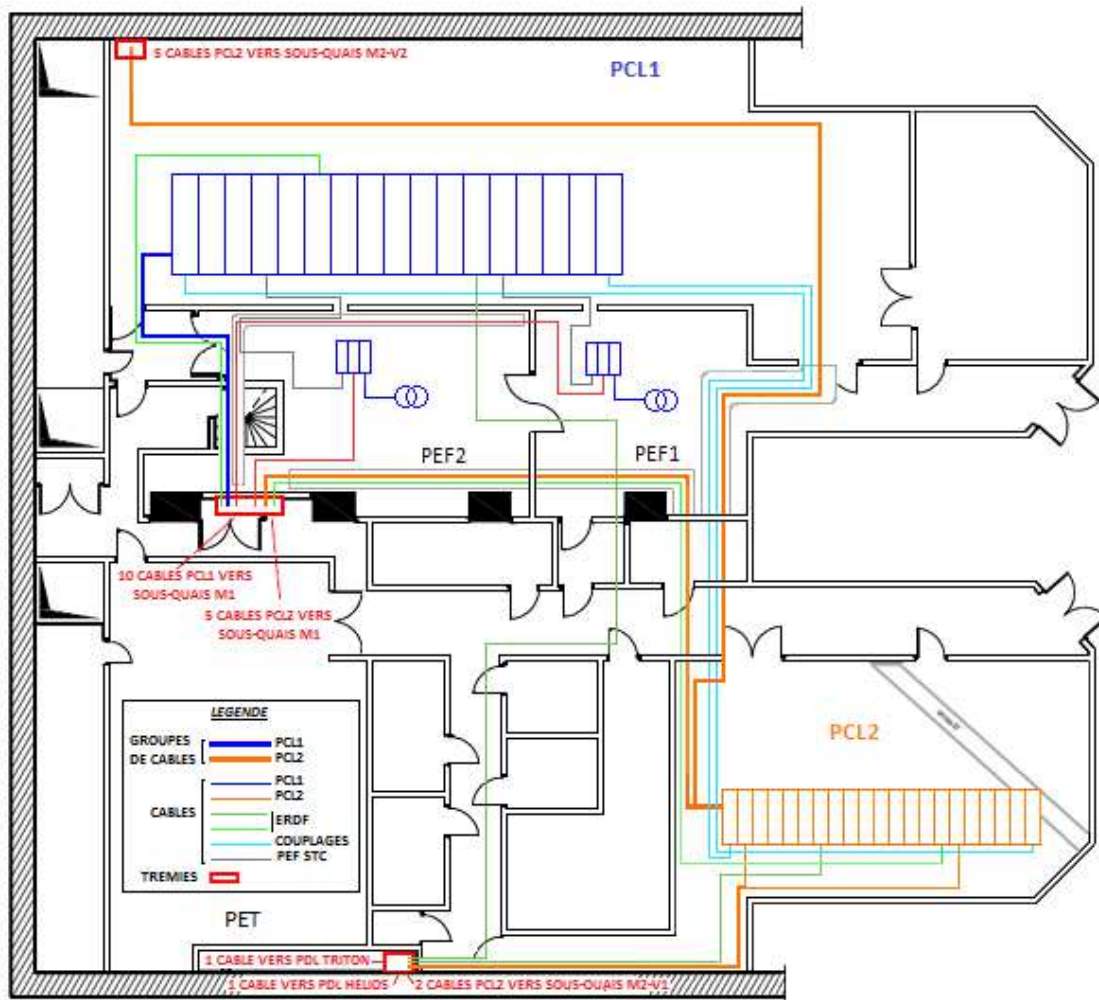 5 CABLES PCL2 VERS SOUS-QUAIS M2-V2
PCL1
PEF2
PEF1
10 CABLES PCL1 VERS
SOUS-QUAIS M1
5 CABLES PCL2 VERS
SOUS-QUAIS M1
LEGENDE
GROUPES
DE CABLES
PCL1
PCL2
CABLES
PCL1
PCL2
ERDF
COUPLAGES
PEF STC
TREMIES
PCL2
PET
1 CABLE VERS PDL TRITON
1 CABLE VERS PDL HELIOS
2 CABLES PCL2 VERS SOUS-QUAIS M2-V1